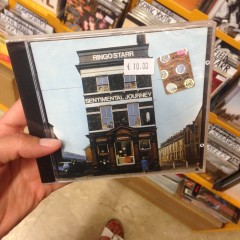 RINGO STARR
€ 10.00
SENTIMENTAL JOURNEY